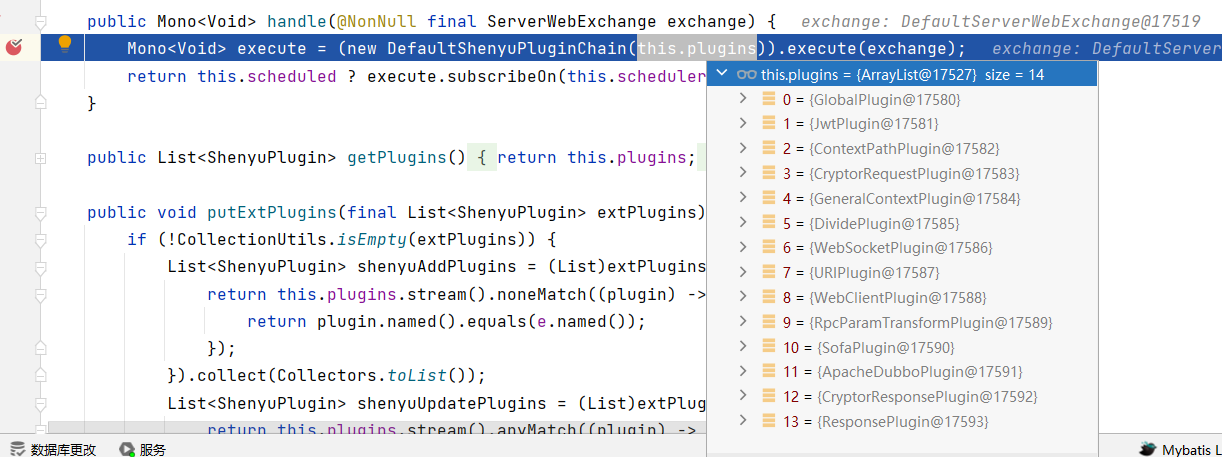 public Mono<Void> handle(@NonNull final ServerWebExchange exchange) { exchange: DefaultServerWebExchange@17519
Mono<Void> execute = (new DefaultShenyuPluginChain(this.plugins)).execute(exchange); exchange: DefaultServer
return this.scheduled ? execute.subscribeOn(this.scheduler
}
public List<ShenyuPlugin> getPlugins() { return this.plugins;
public void putExtPlugins(final List<ShenyuPlugin> extPlugins)
if (!CollectionUtils.isEmpty(extPlugins)) {
List<ShenyuPlugin> shenyuAddPlugins = (List)extPlugins
return this.plugins.stream().noneMatch((plugin) ->
return plugin.named().equals(e.named());
});
}).collect(Collectors.toList());
List<ShenyuPlugin> shenyuUpdatePlugins = (List)extPlug
return this.plugins.stream().anyMatch((plugin) ->
this.plugins = {ArrayList@17527} size = 14
0 = {GlobalPlugin@17580}
1 = {JwtPlugin@17581}
2 = {ContextPathPlugin@17582}
3 = {CryptorRequestPlugin@17583}
4 = {GeneralContextPlugin@17584}
5 = {DividePlugin@17585}
6 = {WebSocketPlugin@17586}
7 = {URIPlugin@17587}
8 = {WebClientPlugin@17588}
9 = {RpcParamTransformPlugin@17589}
10 = {SofaPlugin@17590}
11 = {ApacheDubboPlugin@17591}
12 = {CryptorResponsePlugin@17592}
13 = {ResponsePlugin@17593}
数据库更改 服务 Mybatis L